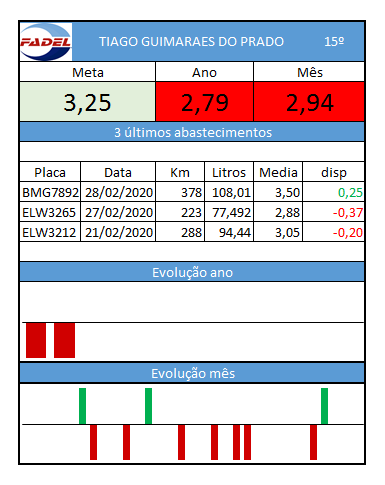 FADEL TIAGO GUIMARAES DO PRADO 15º
Meta Ano Mês
3,25 2,79 2,94
3 últimos abastecimentos
Placa Data Km Litros Media disp
BMG7892 28/02/2020 378 108,01 3,50 0,25
ELW3265 27/02/2020 223 77,492 2,88 -0,37
ELW3212 21/02/2020 288 94,44 3,05 -0,20
Evolução ano
Evolução mês